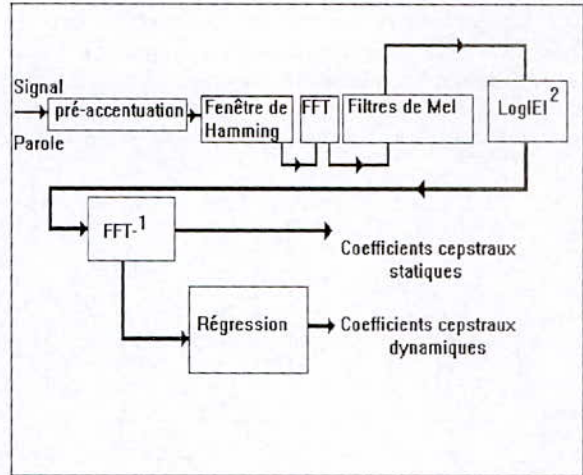 Signal
Parole
pré-accentuation
Fenêtre de
Hamming
FFT
Filtres de Mel
Log|E|²
FFT-¹
Coefficients cepstraux
statiques
Régression
Coefficients cepstraux
dynamiques